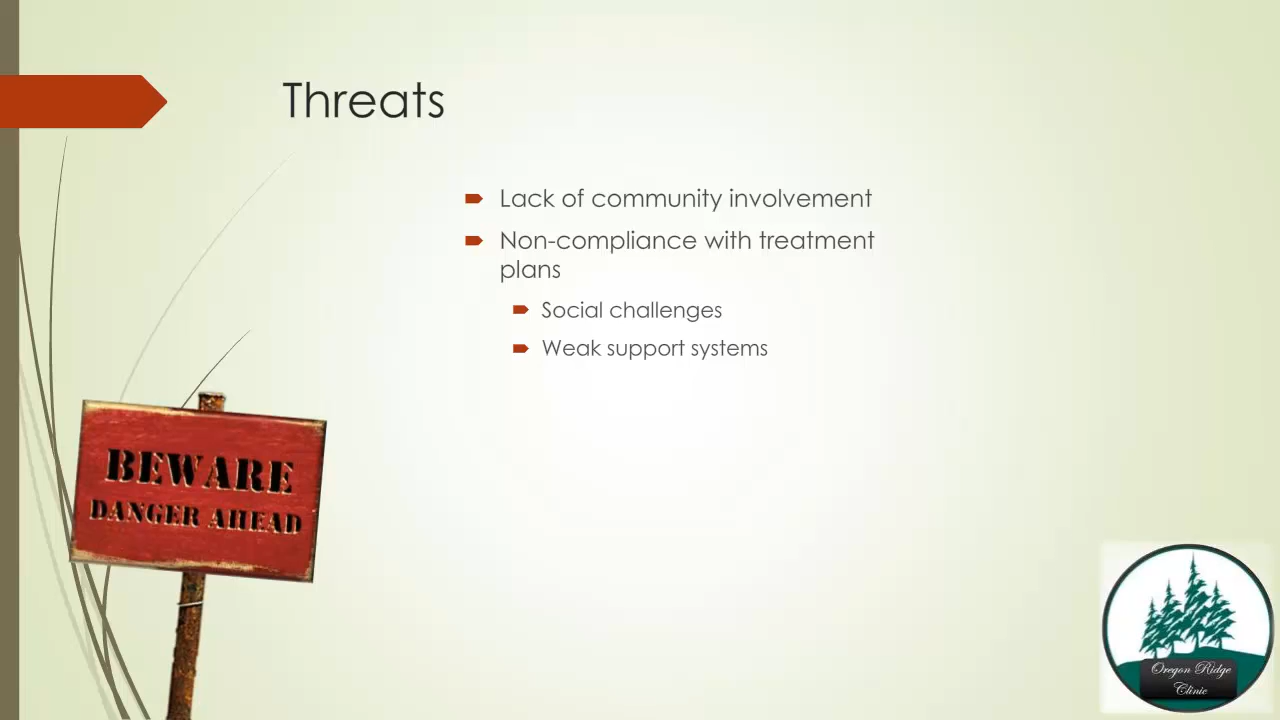 Threats
Lack of community involvement
Non-compliance with treatment
plans
Social challenges
Weak support systems
BEWARE
DANGER AHEAD
Oregon Ridge
Clinic